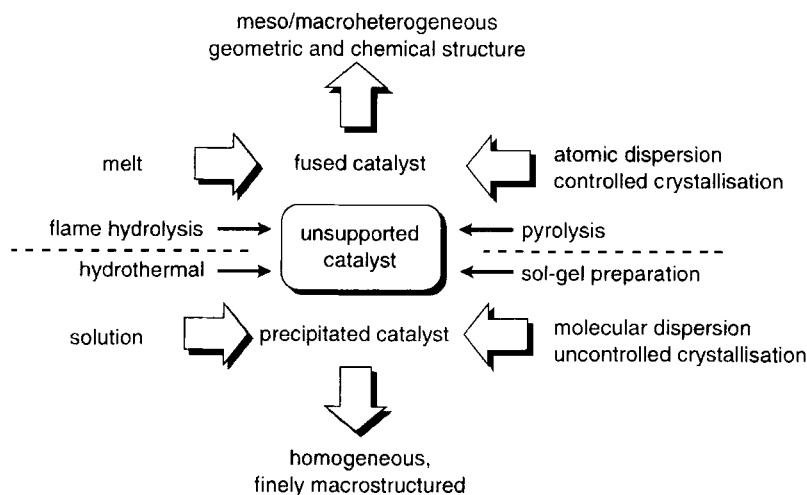 meso/macroheterogeneous
geometric and chemical structure
melt
fused catalyst
atomic dispersion
controlled crystallisation
flame hydrolysis
unsupported
catalyst
pyrolysis
hydrothermal
sol-gel preparation
solution
precipitated catalyst
molecular dispersion
uncontrolled crystallisation
homogeneous,
finely macrostructured